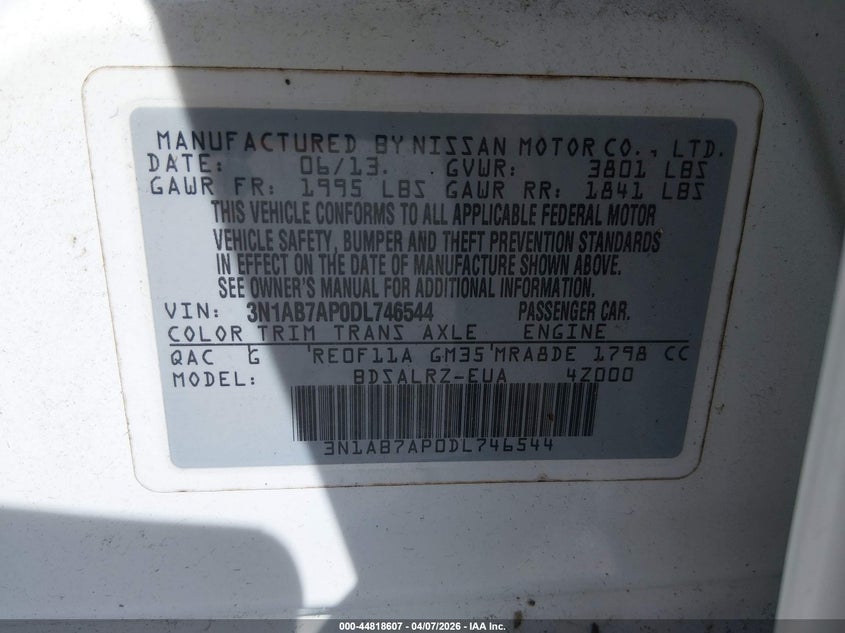 MANUFACTURED BY NISSAN MOTOR CO., LTD.
DATE: 06/13. GVWR: 3801 LBS
GAWR FR: 1995 LBS GAWR RR: 1841 LBS
THIS VEHICLE CONFORMS TO ALL APPLICABLE FEDERAL MOTOR
VEHICLE SAFETY, BUMPER AND THEFT PREVENTION STANDARDS
IN EFFECT ON THE DATE OF MANUFACTURE SHOWN ABOVE.
SEE OWNER'S MANUAL FOR ADDITIONAL INFORMATION.
VIN: 3N1AB7AP0DL746544 PASSENGER CAR.
COLOR TRIM TRANS AXLE ENGINE
QAC G 'RE0F11A GM35'MRA8DE 1798 CC
MODEL: BDSALRZ-EUA 4Z000
3N1AB7AP0DL746544
000-44818607 - 04/07/2026 - IAA Inc.